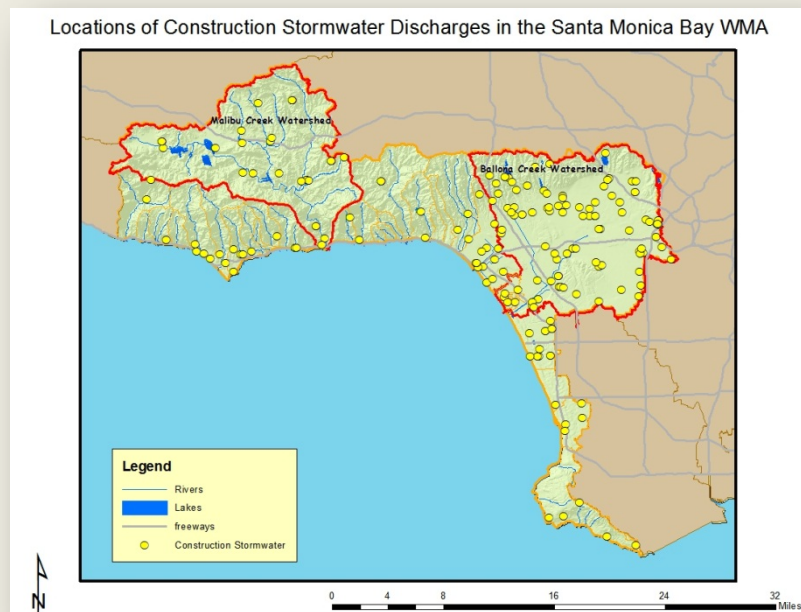 Locations of Construction Stormwater Discharges in the Santa Monica Bay WMA
Malibu Creek Watershed
Ballona Creek Watershed
Legend
Rivers
Lakes
freeways
Construction Stormwater
N
0 4 8 16 24 32
Miles